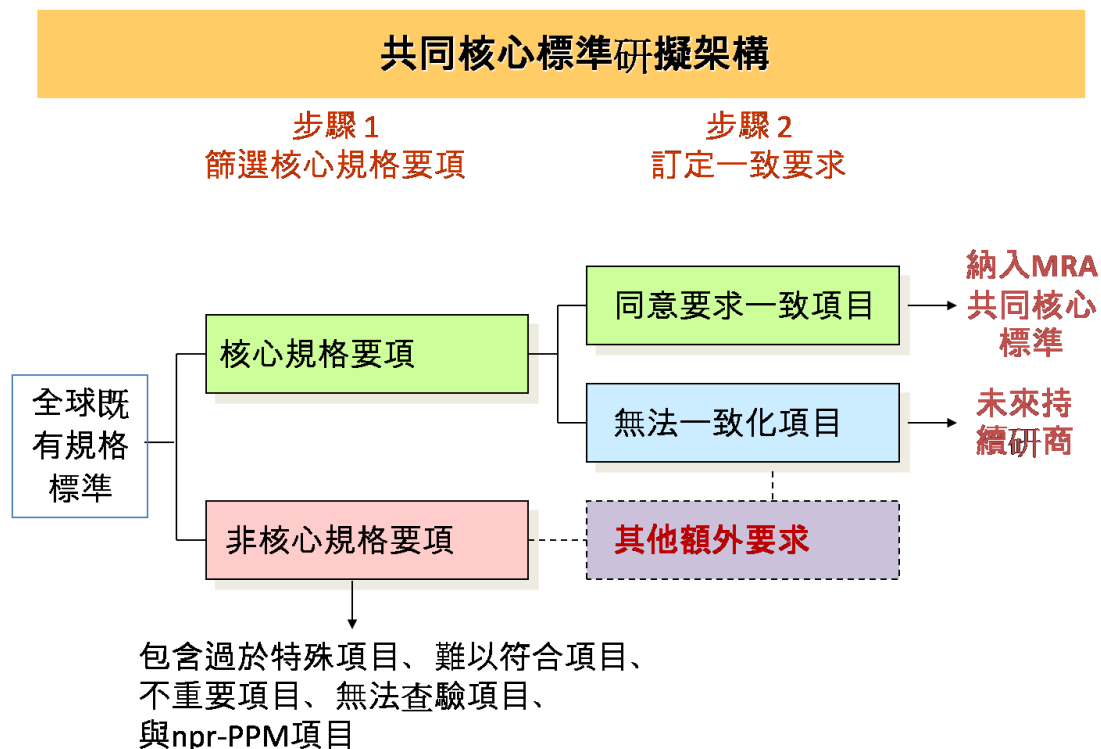 共同核心標準研擬架構
步驟1
篩選核心規格要項
步驟2
訂定一致要求
全球既
有規格
標準
核心規格要項
同意要求一致項目
納入MRA
共同核心
標準
無法一致化項目
未來持
續研商
非核心規格要項
其他額外要求
包含過於特殊項目、難以符合項目、
不重要項目、無法查驗項目、
與npr-PPM項目